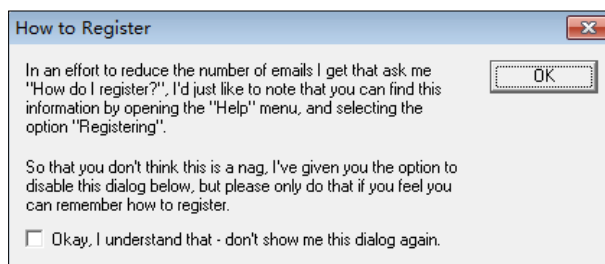 How to Register
In an effort to reduce the number of emails I get that ask me
"How do I register?", I'd just like to note that you can find this
information by opening the "Help" menu, and selecting the
option "Registering".
OK
So that you don't think this is a nag, I've given you the option to
disable this dialog below, but please only do that if you feel you
can remember how to register.
Okay, I understand that - don't show me this dialog again.